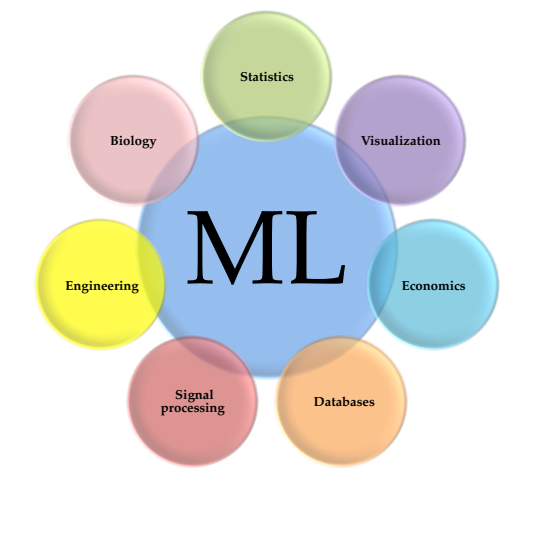 Statistics
Biology
Visualization
ML
Engineering
Economics
Signal
processing
Databases